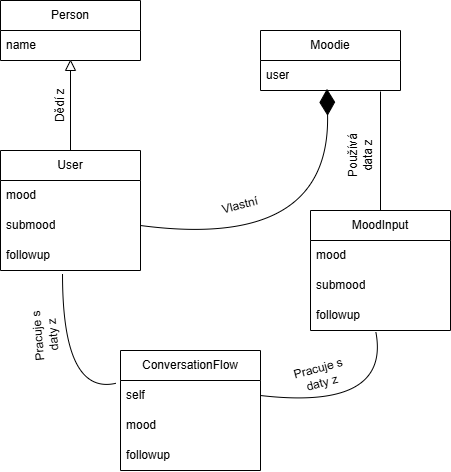 Person
name
Dědí z
Moodie
user
Používá
data z
User
mood
submood
followup
Vlastní
MoodInput
mood
submood
followup
Pracuje s
daty z
ConversationFlow
self
mood
followup
Pracuje s
daty z